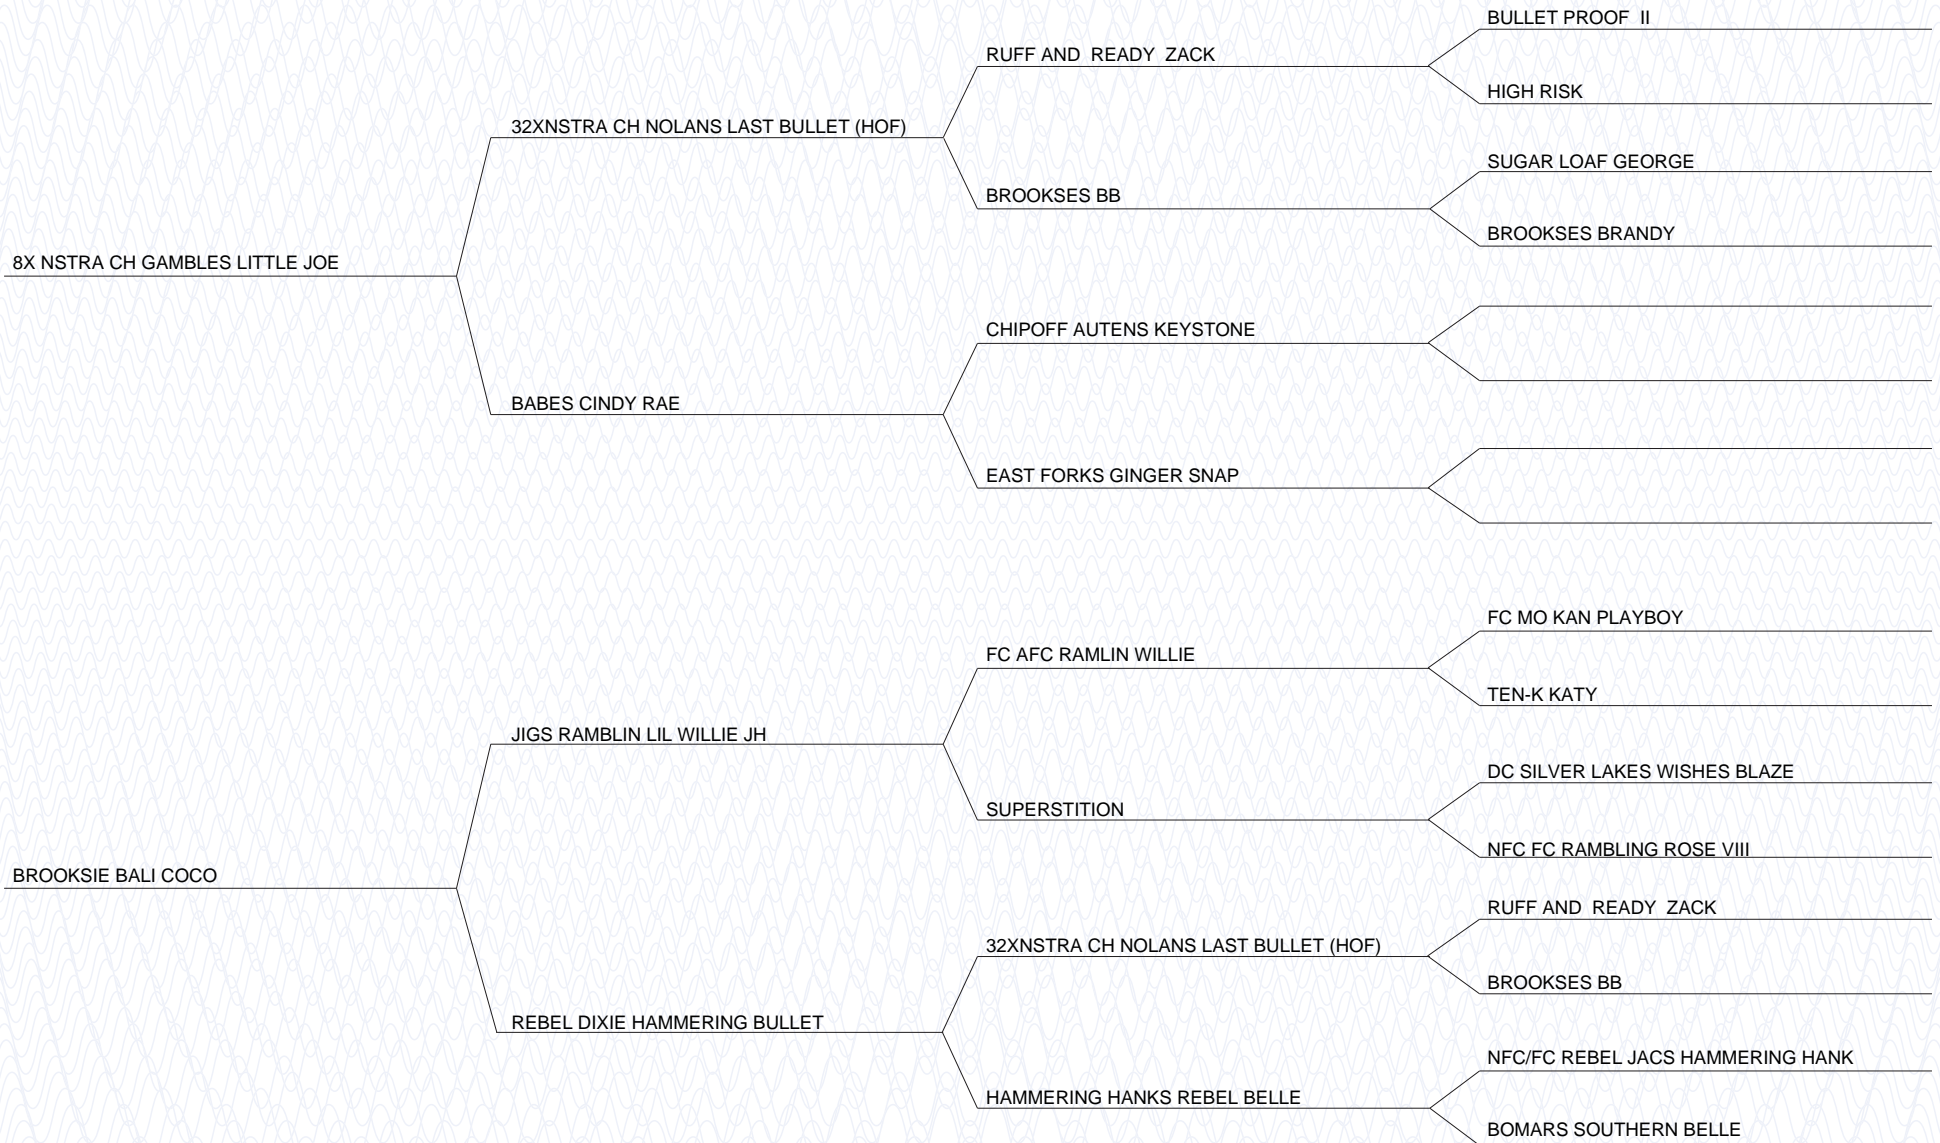 BULLET PROOF  II
RUFF AND  READY  ZACK
HIGH RISK
32XNSTRA CH NOLANS LAST BULLET (HOF)
SUGAR LOAF GEORGE
BROOKSES BB
BROOKSES BRANDY
8X NSTRA CH GAMBLES LITTLE JOE
CHIPOFF AUTENS KEYSTONE
BABES CINDY RAE
EAST FORKS GINGER SNAP
FC MO KAN PLAYBOY
FC AFC RAMLIN WILLIE
TEN-K KATY
JIGS RAMBLIN LIL WILLIE JH
DC SILVER LAKES WISHES BLAZE
SUPERSTITION
NFC FC RAMBLING ROSE VIII
BROOKSIE BALI COCO
RUFF AND  READY  ZACK
32XNSTRA CH NOLANS LAST BULLET (HOF)
BROOKSES BB
REBEL DIXIE HAMMERING BULLET
NFC/FC REBEL JACS HAMMERING HANK
HAMMERING HANKS REBEL BELLE
BOMARS SOUTHERN BELLE